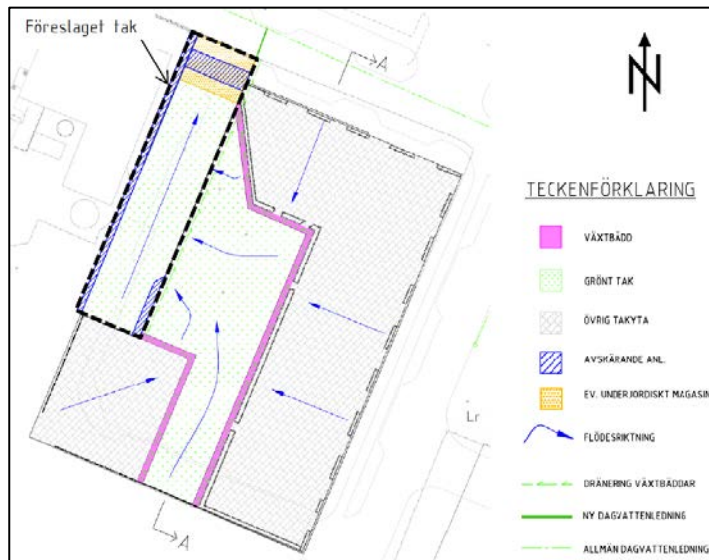 Föreslaget tak
A
N
TECKENFÖRKLARING
VÄXTBÄDD
GRÖNT TAK
ÖVRIG TAKYTA
AVSKÄRANDE ANL.
EV. UNDERJORDISKT MAGASIN
FLÖDESRIKTNING
DRÄNERING VÄXTBÄDDAR
NY DAGVATTENLEDNING
ALLMÄN DAGVATTENLEDNING
Lr
A